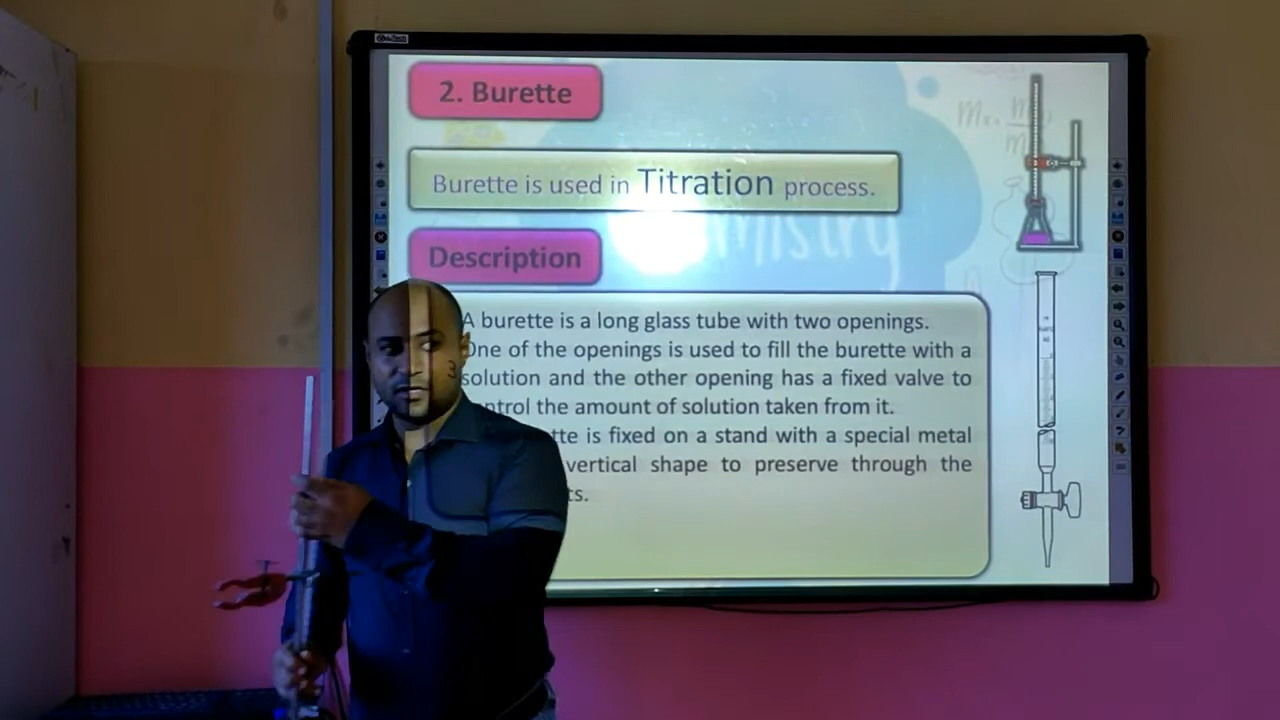 2. Burette
Burette is used in Titration process.
mistry
Description
A burette is a long glass tube with two openings.
One of the openings is used to fill the burette with a
3 solution and the other opening has a fixed valve to
ntrol the amount of solution taken from it.
tte is fixed on a stand with a special metal
vertical shape to preserve through the
ts.